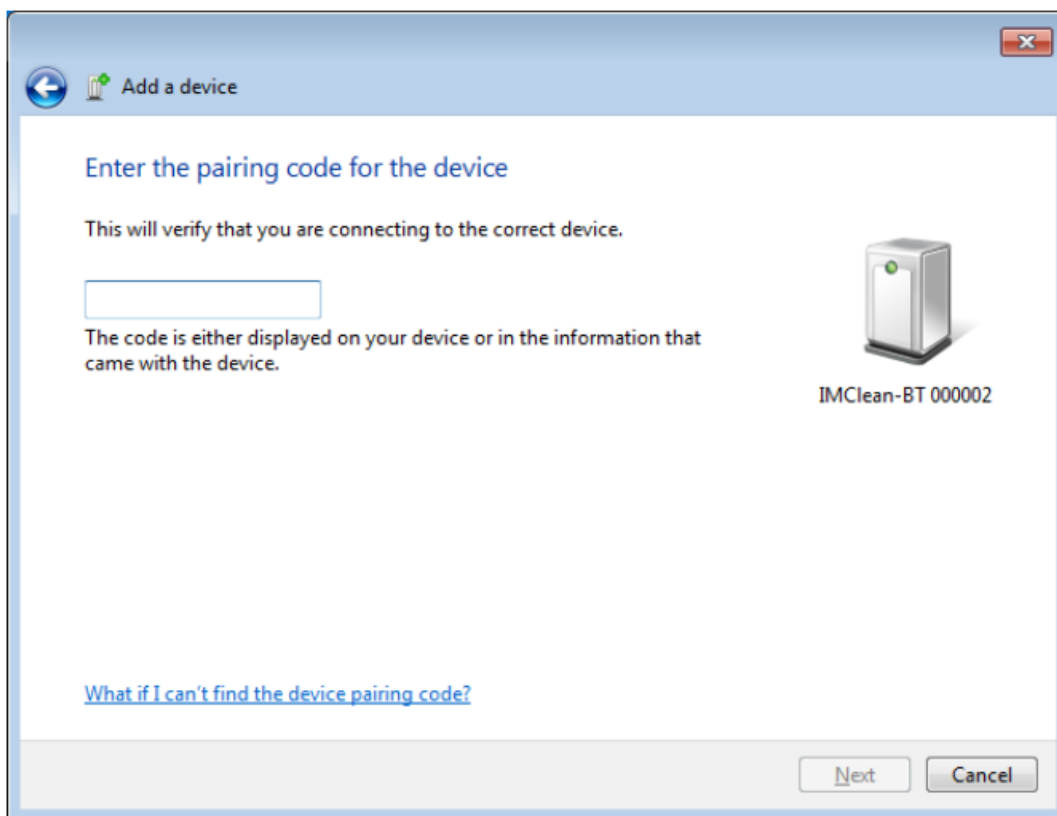 Add a device
Enter the pairing code for the device
This will verify that you are connecting to the correct device.
The code is either displayed on your device or in the information that
came with the device.
IMClean-BT 000002
What if I can't find the device pairing code?
Next
Cancel